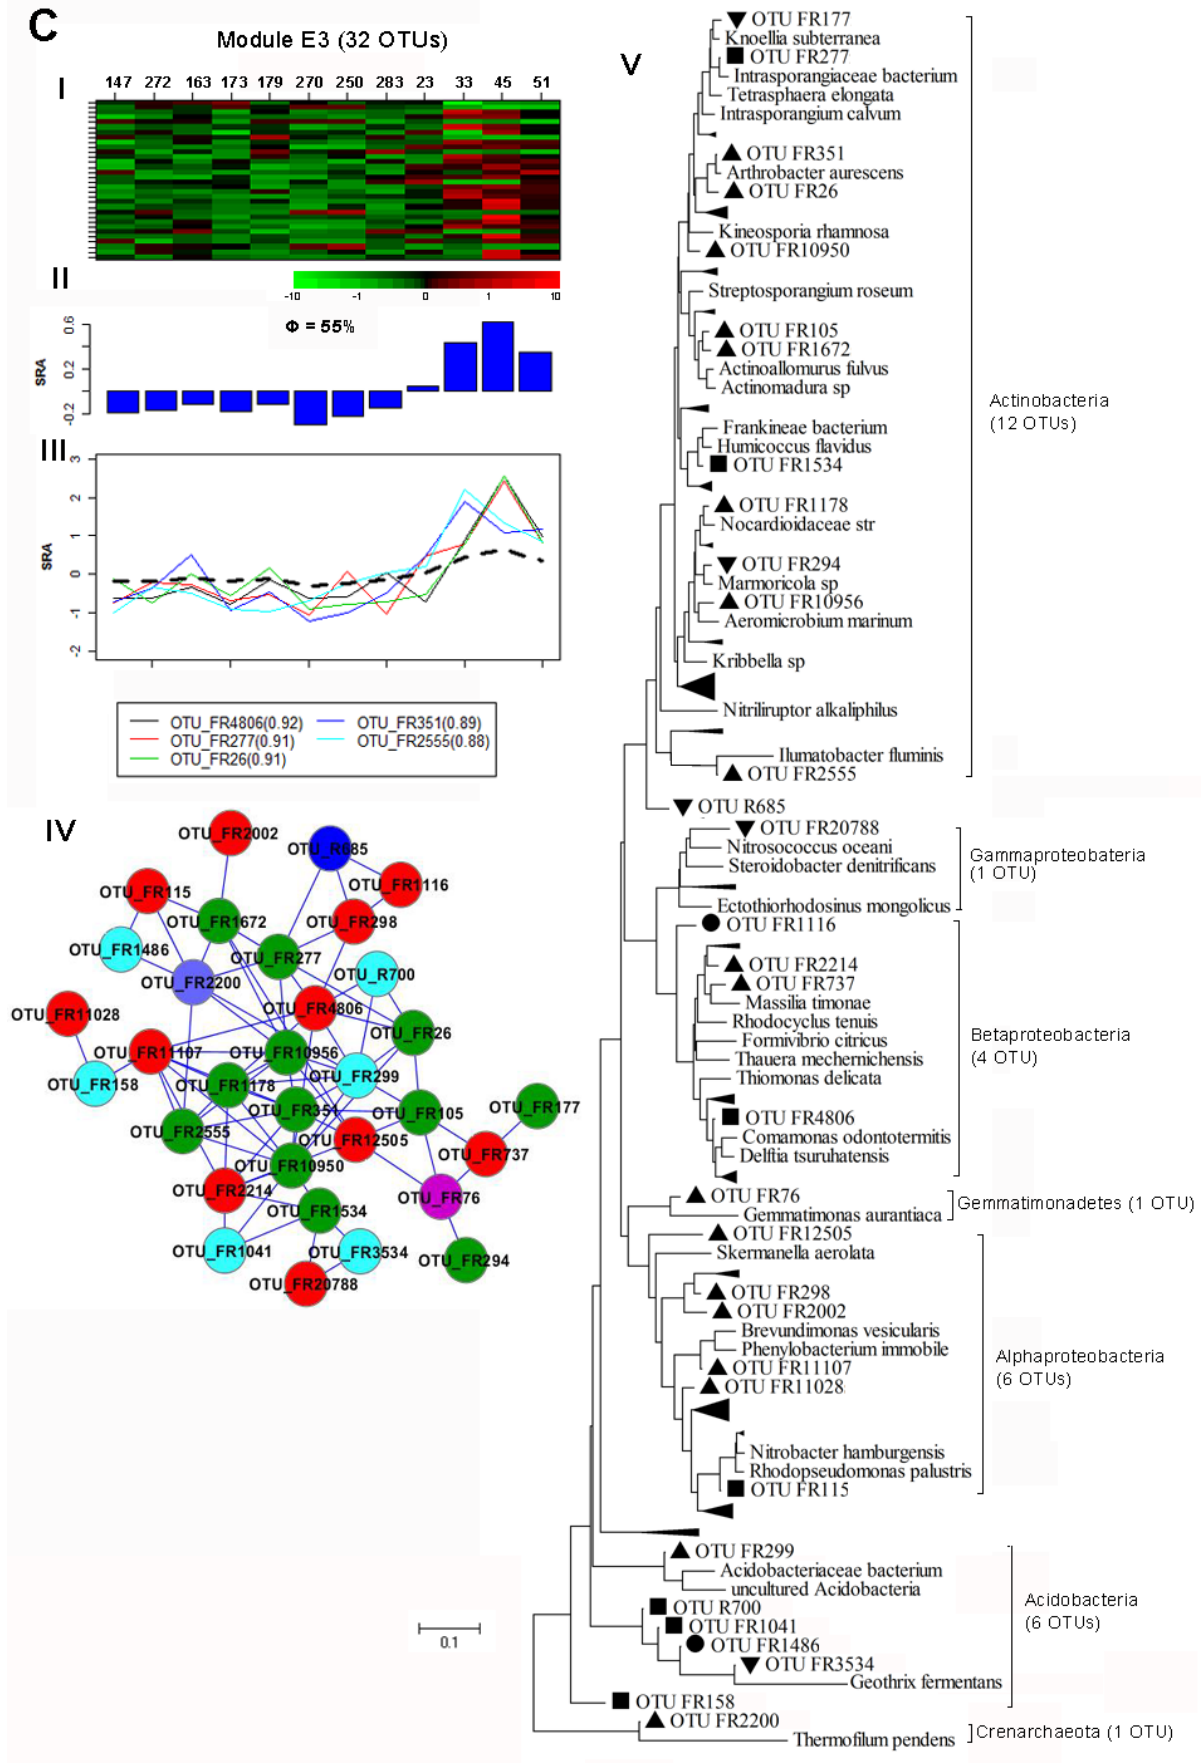 C
Module E3 (32 OTUs)
I
147 272 163 173 179 270 250 283 23 33 45 51
II
-10 -1 0 1 10
Φ = 55%
SRA
0.6
0.2
-0.2
III
SRA
3
2
1
0
-1
-2
OTU_FR4806(0.92)
OTU_FR277(0.91)
OTU_FR26(0.91)
OTU_FR351(0.89)
OTU_FR2555(0.88)
IV
OTU_FR2002
OTU_R685
OTU_FR1116
OTU_FR115
OTU_FR1672
OTU_FR298
OTU_FR1486
OTU_FR277
OTU_R700
OTU_FR2200
OTU_FR4806
OTU_FR11028
OTU_FR26
OTU_FR11107
OTU_FR10956
OTU_FR158
OTU_FR1178
OTU_FR299
OTU_FR351
OTU_FR105
OTU_FR177
OTU_FR2555
OTU_FR12505
OTU_FR737
OTU_FR10950
OTU_FR2214
OTU_FR76
OTU_FR1534
OTU_FR1041
OTU_FR3534
OTU_FR294
OTU_FR20788
0.1
V
OTU FR177
Knoellia subterranea
OTU FR277
Intrasporangiaceae bacterium
Tetrasphaera elongata
Intrasporangium calvum
OTU FR351
Arthrobacter aurescens
OTU FR26
Kineosporia rhamnosa
OTU FR10950
Streptosporangium roseum
OTU FR105
OTU FR1672
Actinoallomurus fulvus
Actinomadura sp
Frankineae bacterium
Humicoccus flavidus
OTU FR1534
OTU FR1178
Nocardioidaceae str
OTU FR294
Marmoricola sp
OTU FR10956
Aeromicrobium marinum
Kribbella sp
Nitriliruptor alkaliphilus
Ilumatobacter fluminis
OTU FR2555
Actinobacteria
(12 OTUs)
OTU R685
OTU FR20788
Nitrosococcus oceani
Steroidobacter denitrificans
Ectothiorhodosinus mongolicus
Gammaproteobateria
(1 OTU)
OTU FR1116
OTU FR2214
OTU FR737
Massilia timonae
Rhodocyclus tenuis
Formivibrio citricus
Thauera mechernichensis
Thiomonas delicata
OTU FR4806
Comamonas odontotermitis
Delftia tsuruhatensis
Betaproteobacteria
(4 OTU)
OTU FR76
Gemmatimonas aurantiaca
Gemmatimonadetes (1 OTU)
OTU FR12505
Skermanella aerolata
OTU FR298
OTU FR2002
Brevundimonas vesicularis
Phenylobacterium immobile
OTU FR11107
OTU FR11028
Nitrobacter hamburgensis
Rhodopseudomonas palustris
OTU FR115
Alphaproteobacteria
(6 OTUs)
OTU FR299
Acidobacteriaceae bacterium
uncultured Acidobacteria
OTU R700
OTU FR1041
OTU FR1486
OTU FR3534
Geothrix fermentans
OTU FR158
Acidobacteria
(6 OTUs)
OTU FR2200
Thermofilum pendens
Crenarchaeota (1 OTU)